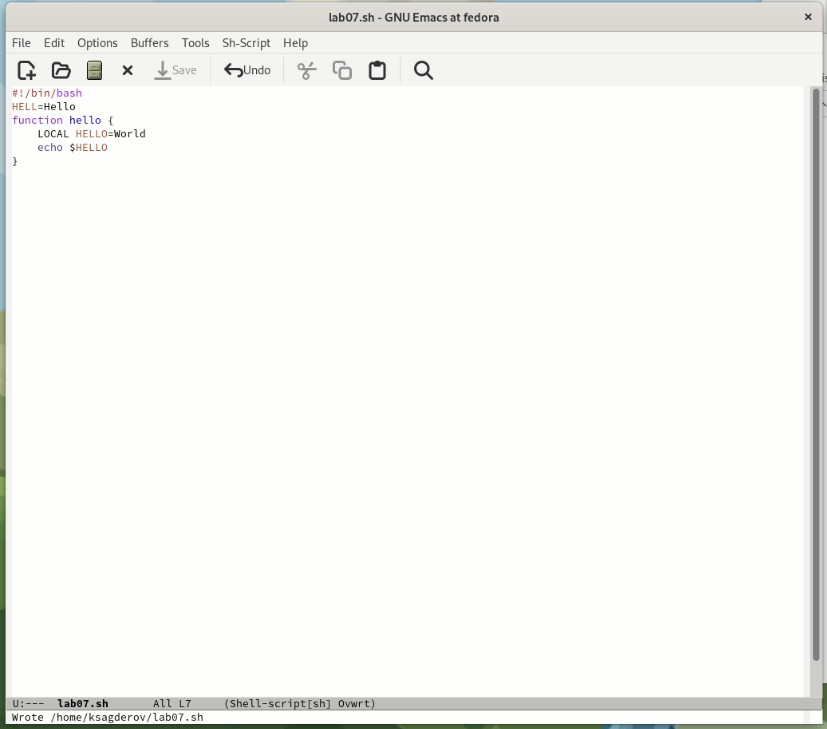 lab07.sh - GNU Emacs at fedora
File Edit Options Buffers Tools Sh-Script Help
Save Undo
#!/bin/bash
HELL=Hello
function hello {
    LOCAL HELLO=World
    echo $HELLO
}
U:--- lab07.sh All L7 (Shell-script[sh] Ovwrt)
Wrote /home/ksagderov/lab07.sh